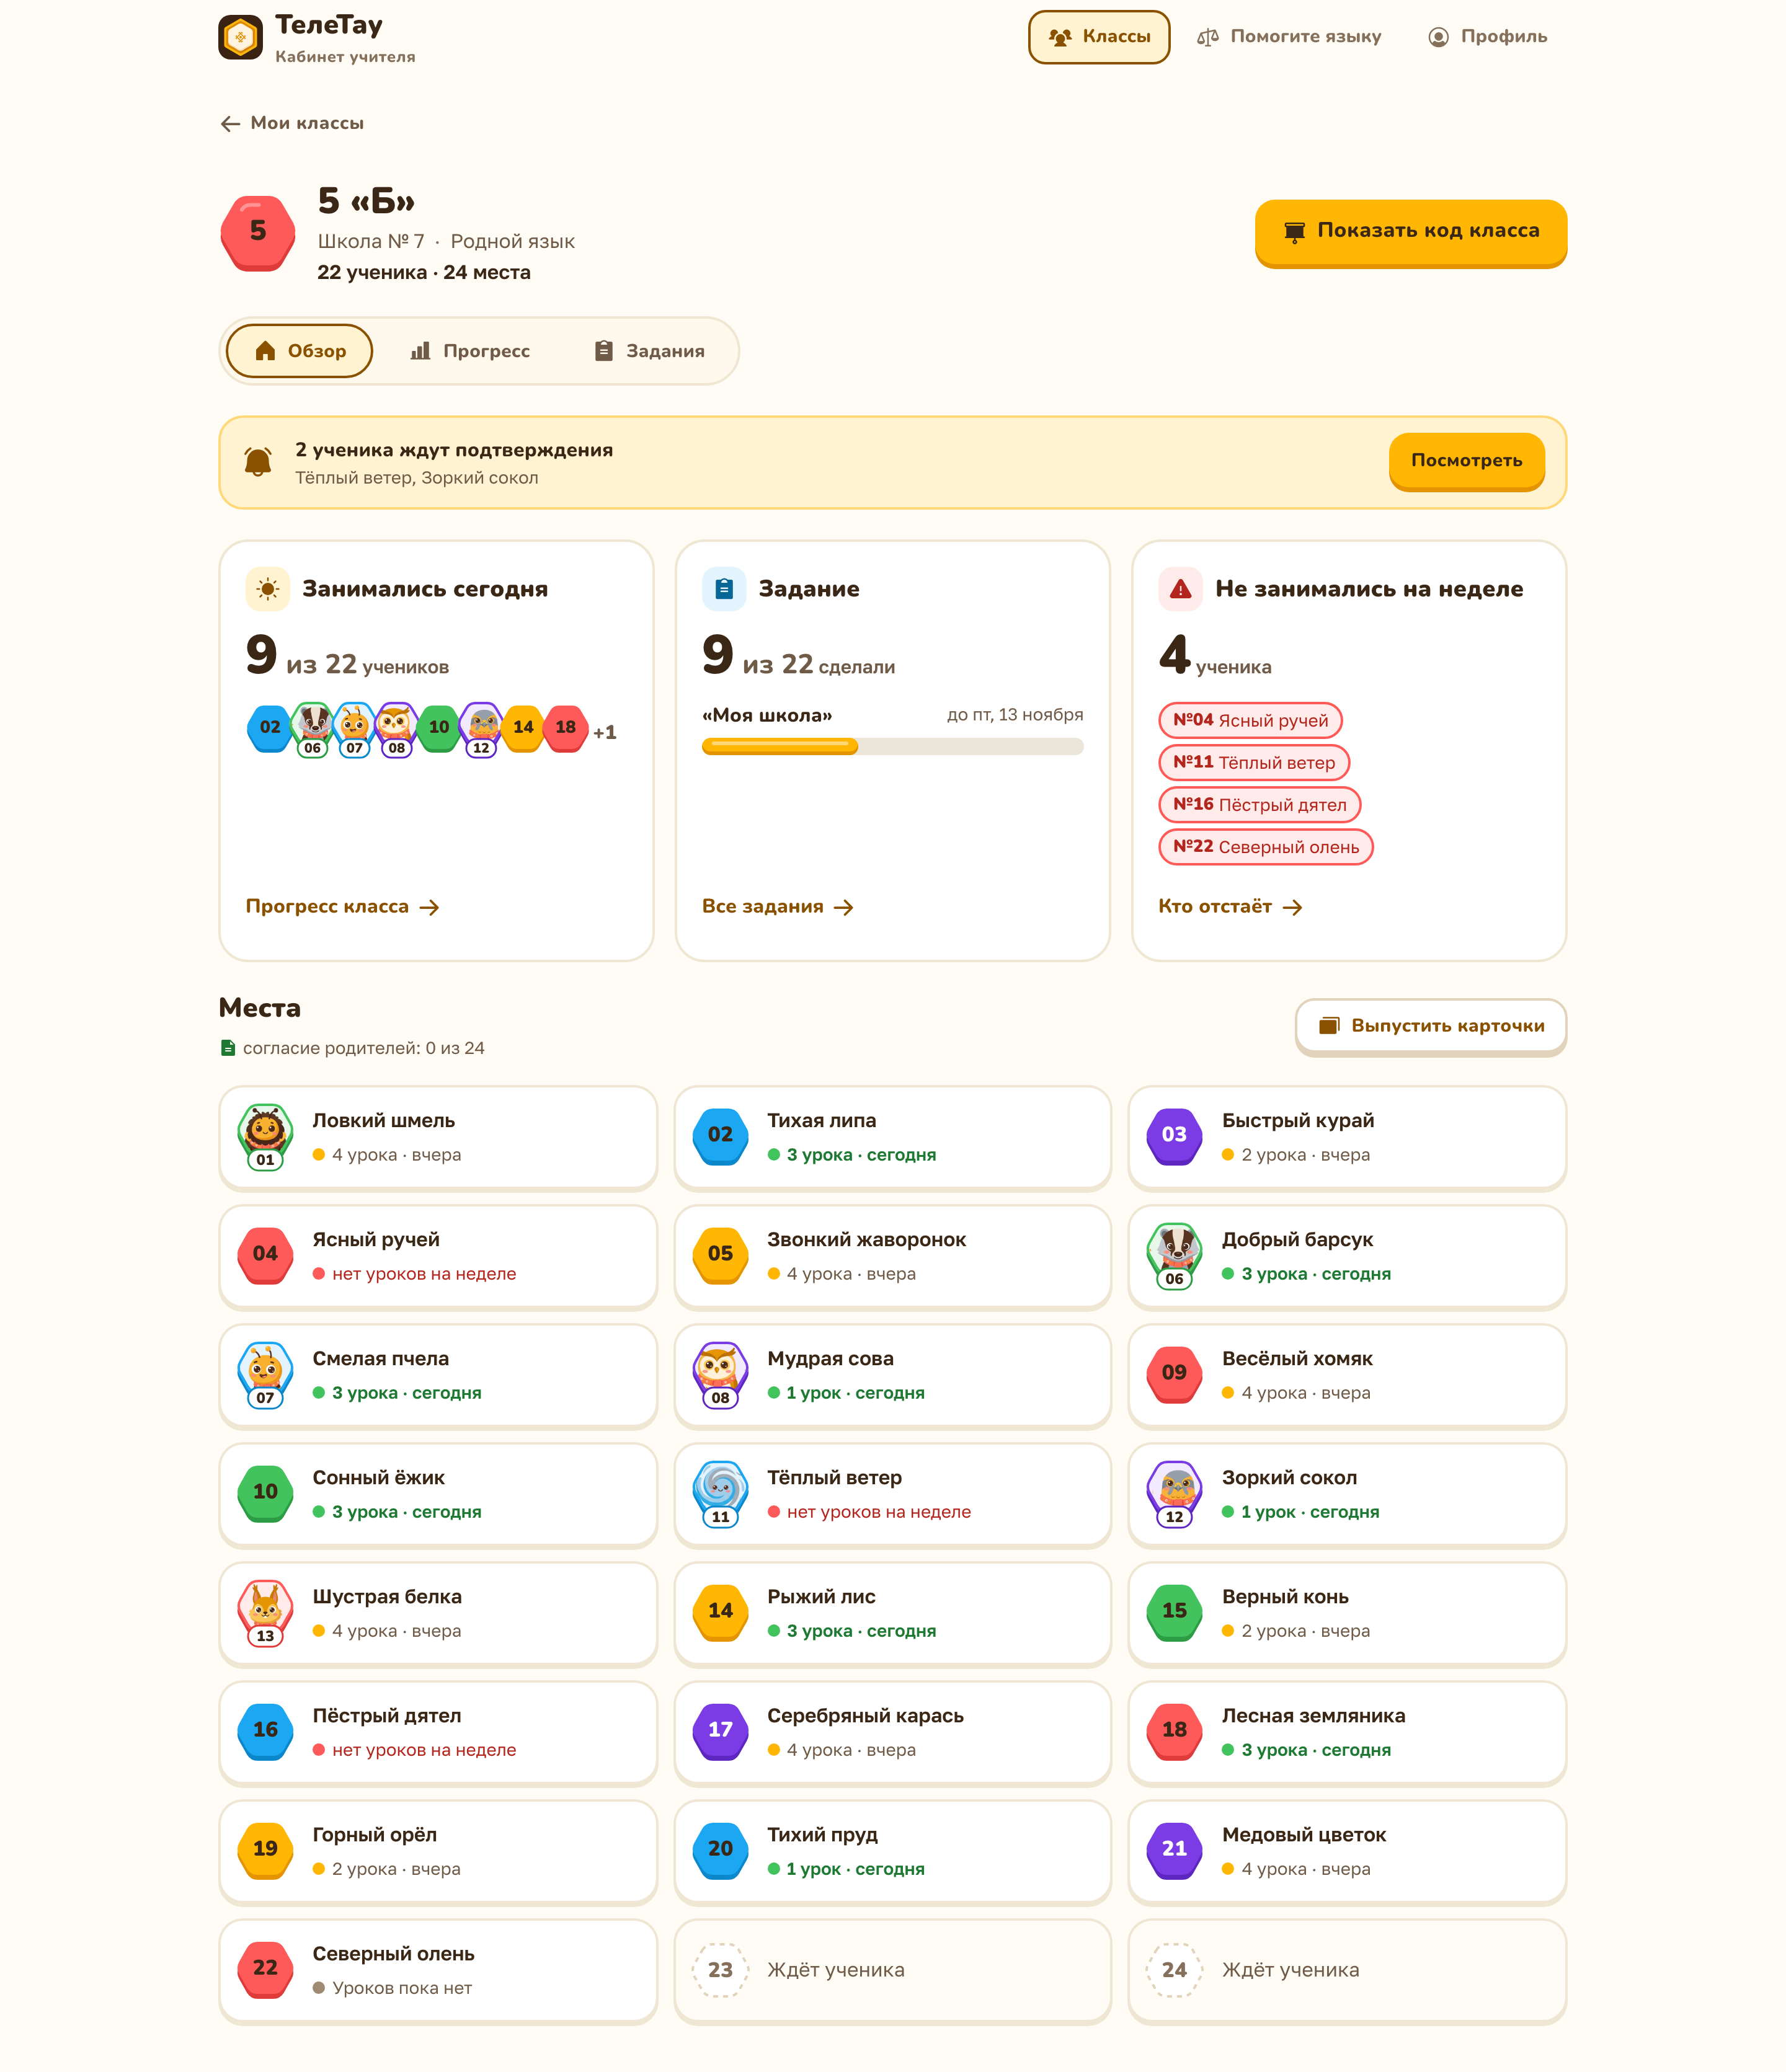 ТелеТау
Кабинет учителя
Классы
Помогите языку
Профиль
Мои классы
5
5 «Б»
Школа № 7 · Родной язык
22 ученика · 24 места
Показать код класса
Обзор
Прогресс
Задания
2 ученика ждут подтверждения
Тёплый ветер, Зоркий сокол
Посмотреть
Занимались сегодня
9 из 22 учеников
02 06 07 08 10 12 14 18 +1
Прогресс класса
Задание
9 из 22 сделали
«Моя школа» до пт, 13 ноября
Все задания
Не занимались на неделе
4 ученика
№04 Ясный ручей
№11 Тёплый ветер
№16 Пёстрый дятел
№22 Северный олень
Кто отстаёт
Места
согласие родителей: 0 из 24
Выпустить карточки
01
Ловкий шмель
4 урока · вчера
02
Тихая липа
3 урока · сегодня
03
Быстрый курай
2 урока · вчера
04
Ясный ручей
нет уроков на неделе
05
Звонкий жаворонок
4 урока · вчера
06
Добрый барсук
3 урока · сегодня
07
Смелая пчела
3 урока · сегодня
08
Мудрая сова
1 урок · сегодня
09
Весёлый хомяк
4 урока · вчера
10
Сонный ёжик
3 урока · сегодня
11
Тёплый ветер
нет уроков на неделе
12
Зоркий сокол
1 урок · сегодня
13
Шустрая белка
4 урока · вчера
14
Рыжий лис
3 урока · сегодня
15
Верный конь
2 урока · вчера
16
Пёстрый дятел
нет уроков на неделе
17
Серебряный карась
4 урока · вчера
18
Лесная земляника
3 урока · сегодня
19
Горный орёл
2 урока · вчера
20
Тихий пруд
1 урок · сегодня
21
Медовый цветок
4 урока · вчера
22
Северный олень
Уроков пока нет
23
Ждёт ученика
24
Ждёт ученика